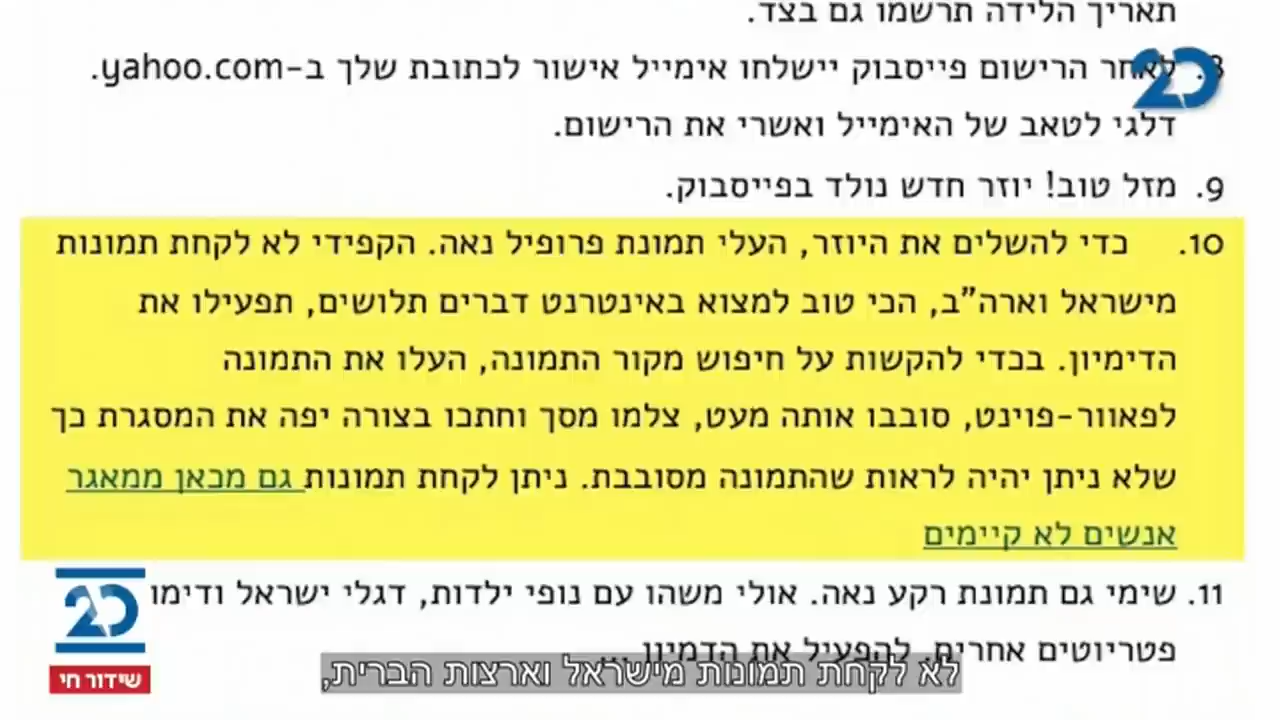 תאריך הלידה תרשמו גם בצד.
8. לאחר הרישום פייסבוק יישלחו אימייל אישור לכתובת שלך ב-yahoo.com.
דלגי לטאב של האימייל ואשרי את הרישום.
9. מזל טוב! יוזר חדש נולד בפייסבוק.
10. כדי להשלים את היוזר, העלי תמונת פרופיל נאה. הקפידי לא לקחת תמונות
מישראל וארה"ב, הכי טוב למצוא באינטרנט דברים תלושים, תפעילו את
הדימיון. בכדי להקשות על חיפוש מקור התמונה, העלו את התמונה
לפאוור-פוינט, סובבו אותה מעט, צלמו מסך וחתכו בצורה יפה את המסגרת כך
שלא ניתן יהיה לראות שהתמונה מסובבת. ניתן לקחת תמונות גם מכאן ממאגר
אנשים לא קיימים
11. שימי גם תמונת רקע נאה. אולי משהו עם נופי ילדות, דגלי ישראל ודימו
פטריוטים אחרים. להפעיל את הדמיון ...
לא לקחת תמונות מישראל וארצות הברית,
20
20
שידור חי